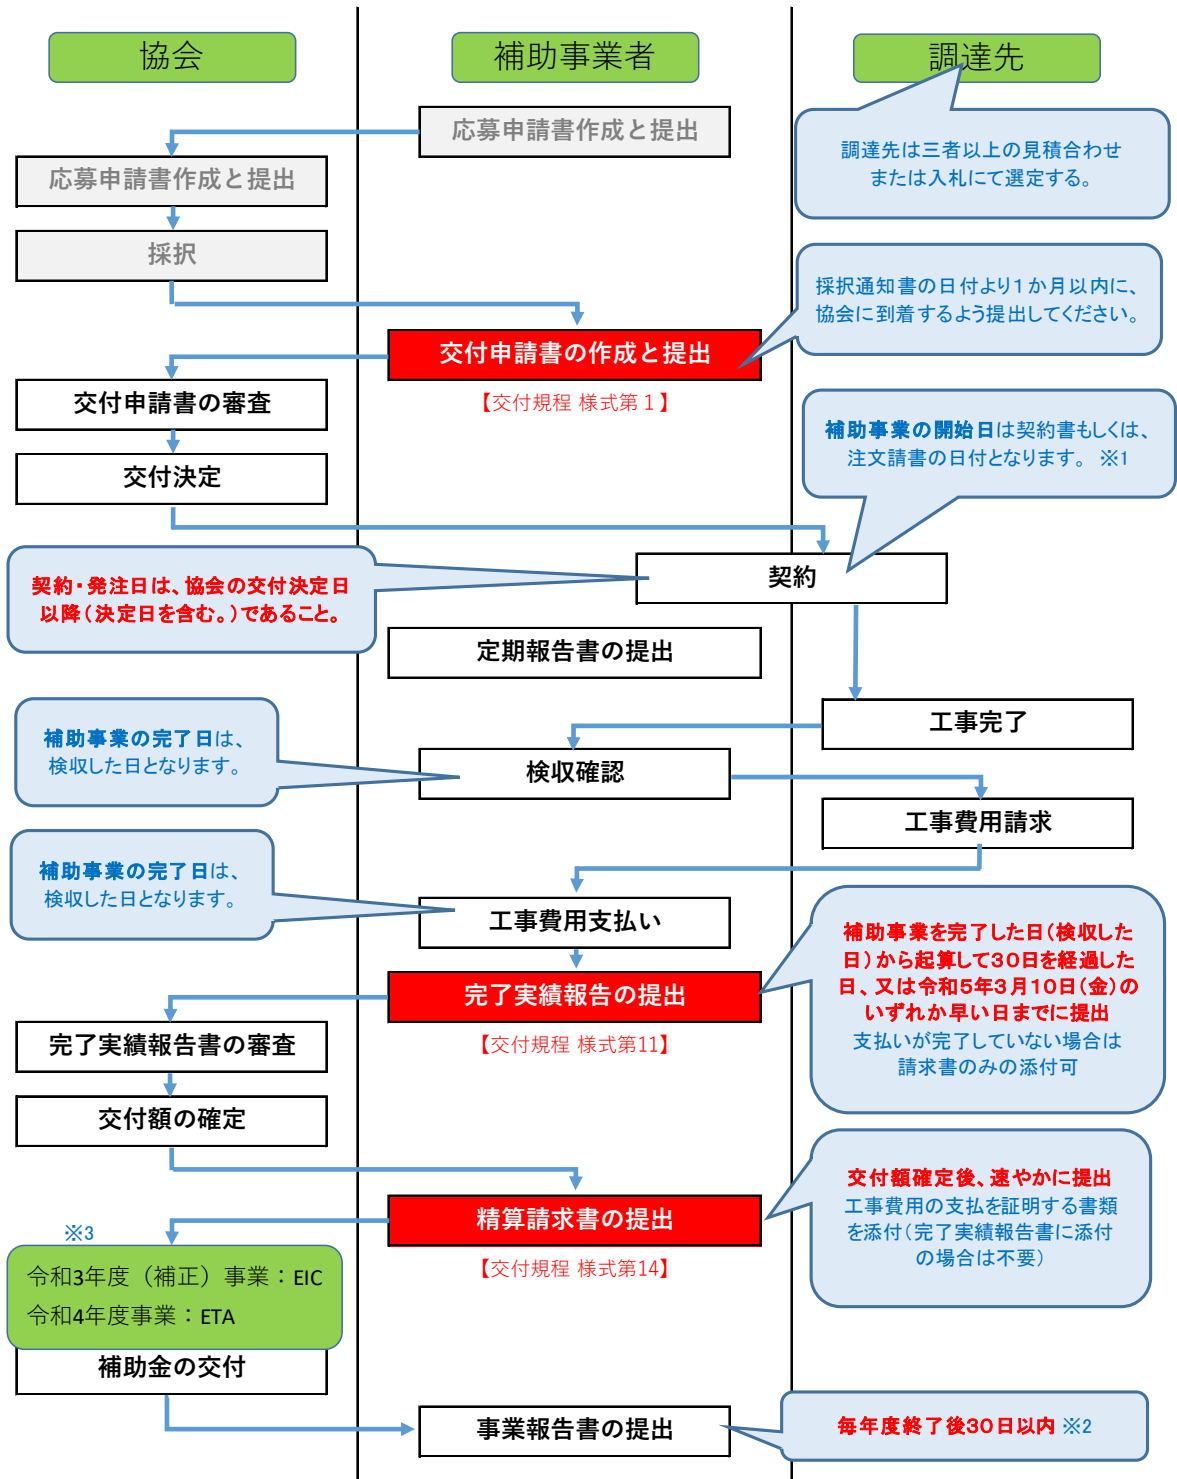 協会
補助事業者
調達先
応募申請書作成と提出
調達先は三者以上の見積合わせ
または入札にて選定する。
応募申請書作成と提出
採択
採択通知書の日付より1か月以内に、
協会に到着するよう提出してください。
交付申請書の作成と提出
【交付規程 様式第1】
交付申請書の審査
補助事業の開始日は契約書もしくは、
注文請書の日付となります。 ※1
交付決定
契約・発注日は、協会の交付決定日
以降(決定日を含む。)であること。
契約
定期報告書の提出
工事完了
補助事業の完了日は、
検収した日となります。
検収確認
工事費用請求
補助事業の完了日は、
検収した日となります。
工事費用支払い
補助事業を完了した日(検収した
日)から起算して30日を経過した
日、又は令和5年3月10日(金)の
いずれか早い日までに提出
支払いが完了していない場合は
請求書のみの添付可
完了実績報告の提出
【交付規程 様式第11】
完了実績報告書の審査
交付額の確定
交付額確定後、速やかに提出
工事費用の支払を証明する書類
を添付(完了実績報告書に添付
の場合は不要)
精算請求書の提出
【交付規程 様式第14】
※3
令和3年度(補正)事業:EIC
令和4年度事業:ETA
補助金の交付
事業報告書の提出
毎年度終了後30日以内 ※2